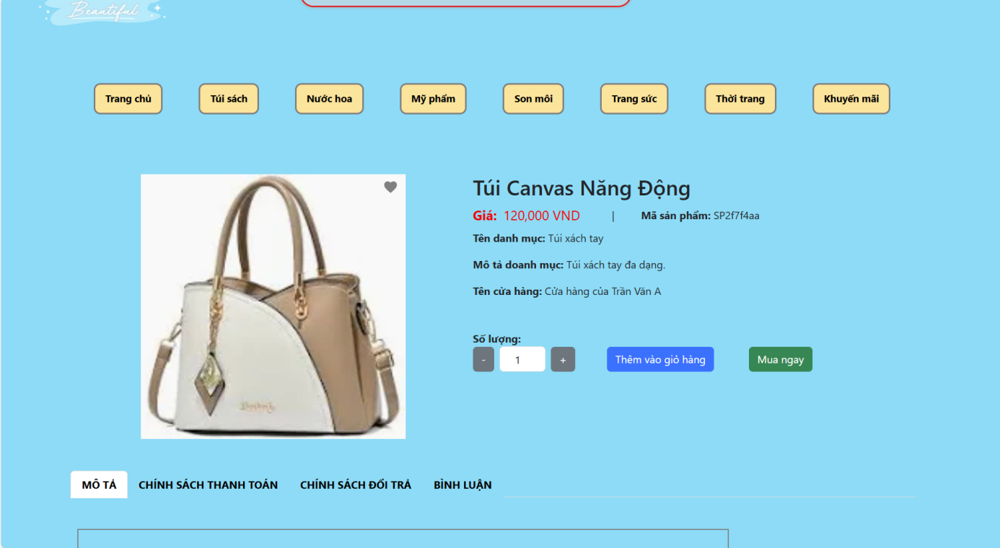 Beautiful
Trang chủ
Túi sách
Nước hoa
Mỹ phẩm
Son môi
Trang sức
Thời trang
Khuyến mãi
Túi Canvas Năng Động
Giá: 120,000 VND | Mã sản phẩm: SP2f7f4aa
Tên danh mục: Túi xách tay
Mô tả doanh mục: Túi xách tay đa dạng.
Tên cửa hàng: Cửa hàng của Trần Văn A
Số lượng:
- 1 + Thêm vào giỏ hàng Mua ngay
MÔ TẢ CHÍNH SÁCH THANH TOÁN CHÍNH SÁCH ĐỔI TRẢ BÌNH LUẬN